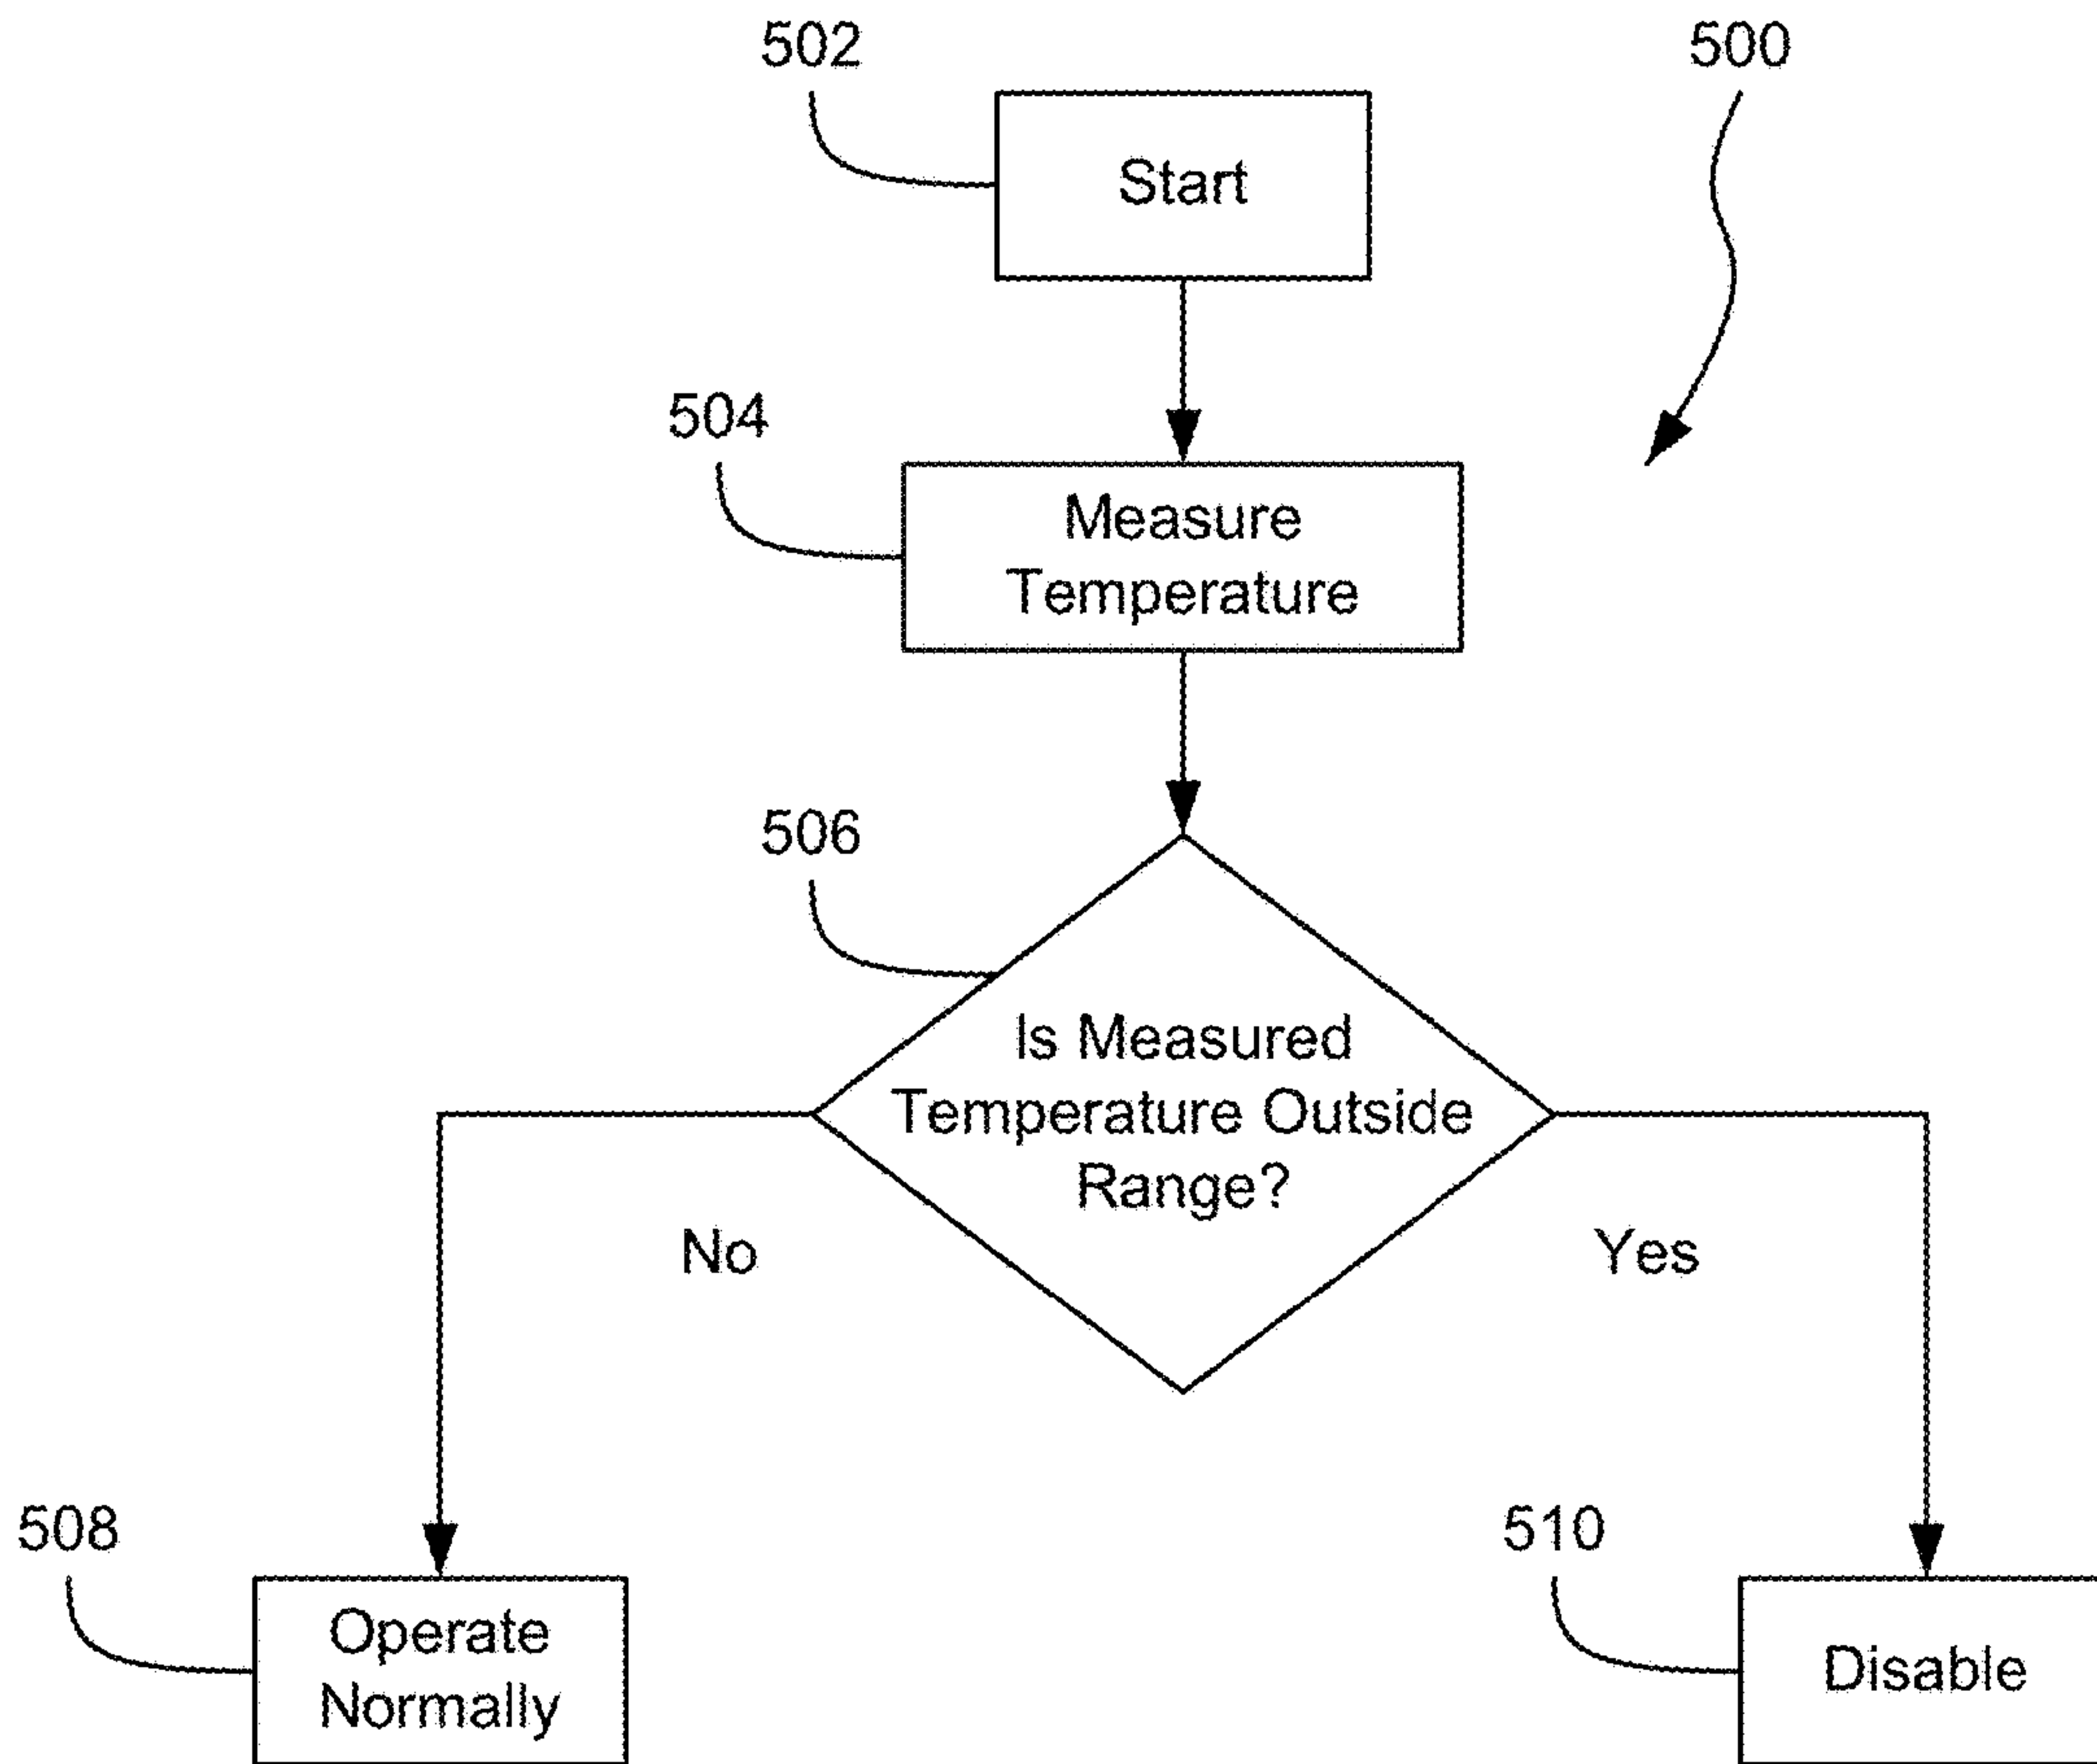 502
500
Start
504
Measure
Temperature
506
Is Measured
Temperature Outside
Range?
No
Yes
508
510
Operate
Normally
Disable